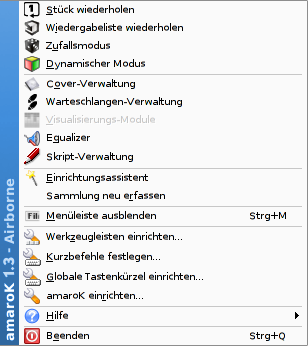 Stück wiederholen
Wiedergabeliste wiederholen
Zufallsmodus
Dynamischer Modus
Cover-Verwaltung
Warteschlangen-Verwaltung
Visualisierungs-Module
Equalizer
Skript-Verwaltung
Einrichtungsassistent
Sammlung neu erfassen
Menüleiste ausblenden Strg+M
Werkzeugleisten einrichten...
Kurzbefehle festlegen...
Globale Tastenkürzel einrichten...
amaroK einrichten...
Hilfe
Beenden Strg+Q
amaroK 1.3 - Airborne